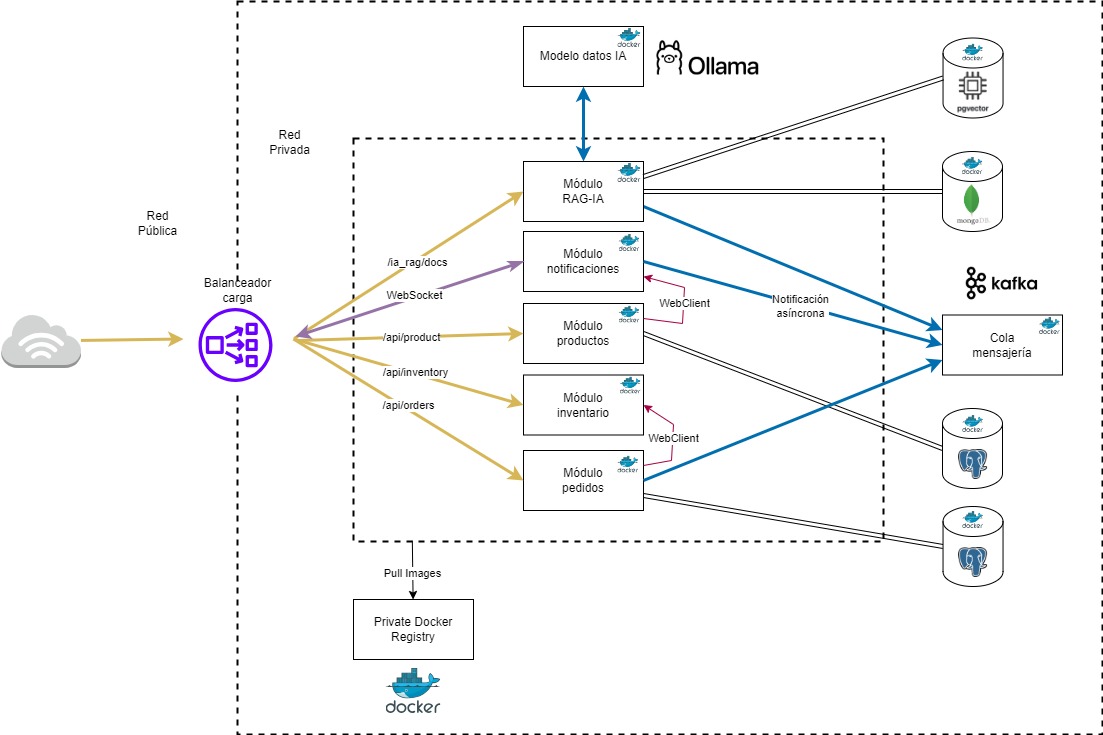 docker
Modelo datos IA
Ollama
docker
pgvector
Red
Privada
docker
Módulo
RAG-IA
docker
mongoDB
Red
Pública
docker
Módulo
notificaciones
/ia_rag/docs
Balanceador
carga
WebSocket
WebClient
Notificación
asíncrona
kafka
docker
Módulo
productos
/api/product
docker
Cola
mensajería
/api/inventory
docker
Módulo
inventario
/api/orders
WebClient
docker
docker
Módulo
pedidos
docker
Pull Images
Private Docker
Registry
docker